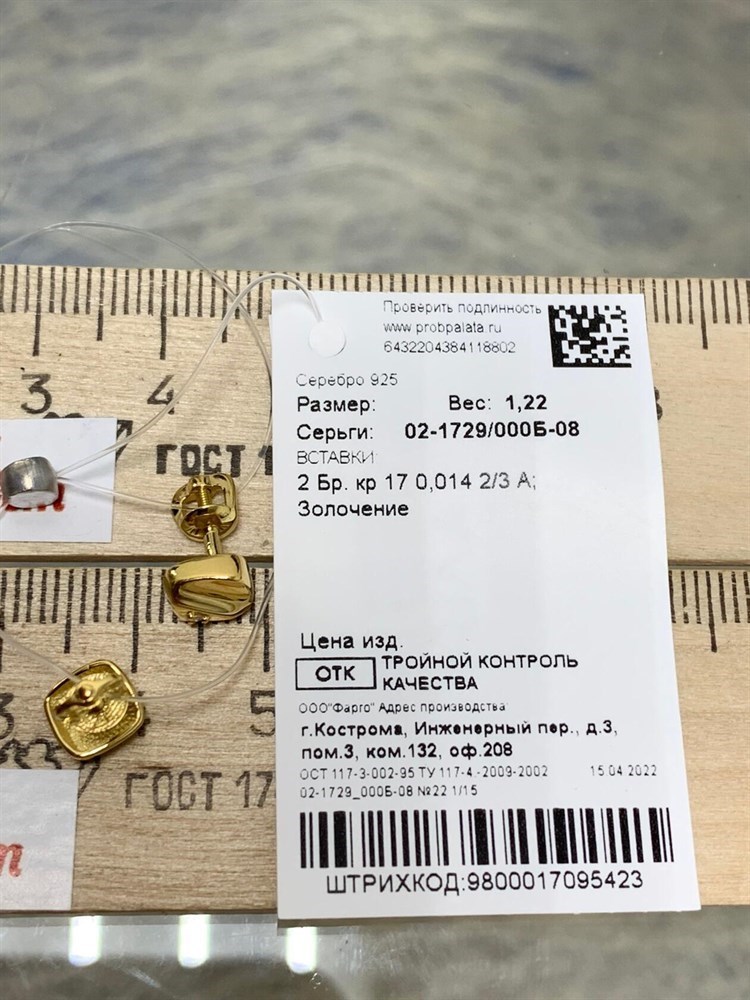 Проверить подлинность
www.probpalata.ru
6432204384118802
Серебро 925
Размер: Вес: 1,22
Серьги: 02-1729/000Б-08
ВСТАВКИ:
2 Бр. кр 17 0,014 2/3 А;
Золочение
Цена изд.
ОТК ТРОЙНОЙ КОНТРОЛЬ
КАЧЕСТВА
ООО"Фарго" Адрес производства:
г.Кострома, Инженерный пер., д.3,
пом.3, ком.132, оф.208
ОСТ 117-3-002-95 ТУ 117-4.-2009-2002 15.04.2022
02-1729_000Б-08 №22 1/15
ШТРИХКОД:9800017095423
3 4
ГОСТ 1
3 4 5
ГОСТ 17